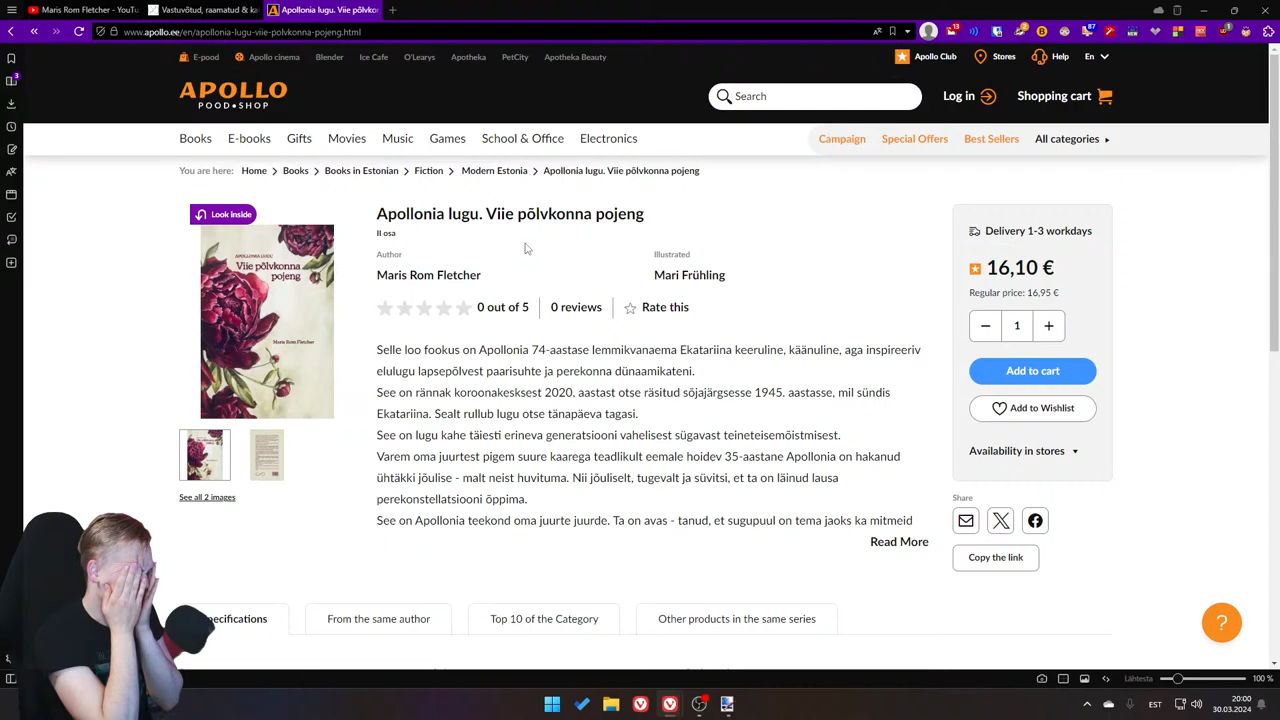 Maris Rom Fletcher - YouTu
Vastuvõtud, raamatud & ka
Apollonia lugu. Viie põlvko
www.apollo.ee/en/apollonia-lugu-viie-polvkonna-pojeng.html
E-pood
Apollo cinema
Blender
Ice Cafe
O'Learys
Apotheka
PetCity
Apotheka Beauty
Apollo Club
Stores
Help
En
APOLLO
POOD•SHOP
Search
Log in
Shopping cart
Books
E-books
Gifts
Movies
Music
Games
School & Office
Electronics
Campaign
Special Offers
Best Sellers
All categories
You are here: Home > Books > Books in Estonian > Fiction > Modern Estonia > Apollonia lugu. Viie põlvkonna pojeng
Look inside
APOLLONIA LUGU
Viie põlvkonna
pojeng
Maris Rom Fletcher
See all 2 images
Apollonia lugu. Viie põlvkonna pojeng
II osa
Author
Maris Rom Fletcher
Illustrated
Mari Frühling
0 out of 5
0 reviews
Rate this
Selle loo fookus on Apollonia 74-aastase lemmikvanaema Ekatariina keeruline, käänuline, aga inspireeriv
elulugu lapsepõlvest paarisuhte ja perekonna dünaamikateni.
See on rännak koroonakesksest 2020. aastast otse räsitud sõjajärgsesse 1945. aastasse, mil sündis
Ekatariina. Sealt rullub lugu otse tänapäeva tagasi.
See on lugu kahe täiesti erineva generatsiooni vahelisest sügavast teineteisemõistmisest.
Varem oma juurtest pigem suure kaarega teadlikult eemale hoidev 35-aastane Apollonia on hakanud
ühtäkki jõulise - malt neist huvituma. Nii jõuliselt, tugevalt ja süvitsi, et ta on läinud lausa
perekonstellatsiooni õppima.
See on Apollonia teekond oma juurte juurde. Ta on avas - tanud, et sugupuul on tema jaoks ka mitmeid
Read More
Delivery 1-3 workdays
16,10 €
Regular price: 16,95 €
1
Add to cart
Add to Wishlist
Availability in stores
Share
Copy the link
pecifications
From the same author
Top 10 of the Category
Other products in the same series
Lähtesta
100 %
EST
20:00
30.03.2024